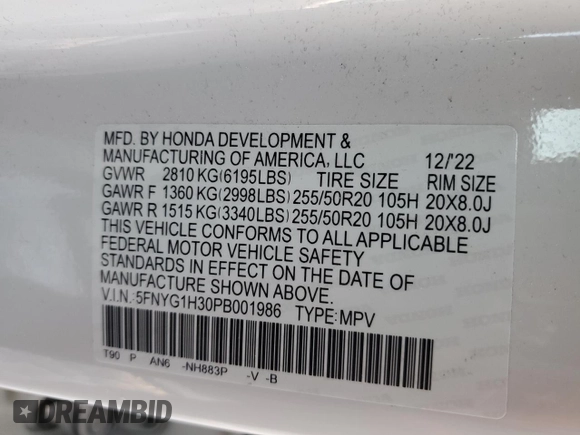 MFD. BY HONDA DEVELOPMENT &
MANUFACTURING OF AMERICA, LLC 12/'22
GVWR 2810 KG(6195LBS) TIRE SIZE RIM SIZE
GAWR F 1360 KG(2998LBS) 255/50R20 105H 20X8.0J
GAWR R 1515 KG(3340LBS) 255/50R20 105H 20X8.0J
THIS VEHICLE CONFORMS TO ALL APPLICABLE
FEDERAL MOTOR VEHICLE SAFETY
STANDARDS IN EFFECT ON THE DATE OF
MANUFACTURE SHOWN ABOVE.
V.I.N.:5FNYG1H30PB001986 TYPE:MPV
T90 P AN6 -NH883P -V -B
DREAMBID